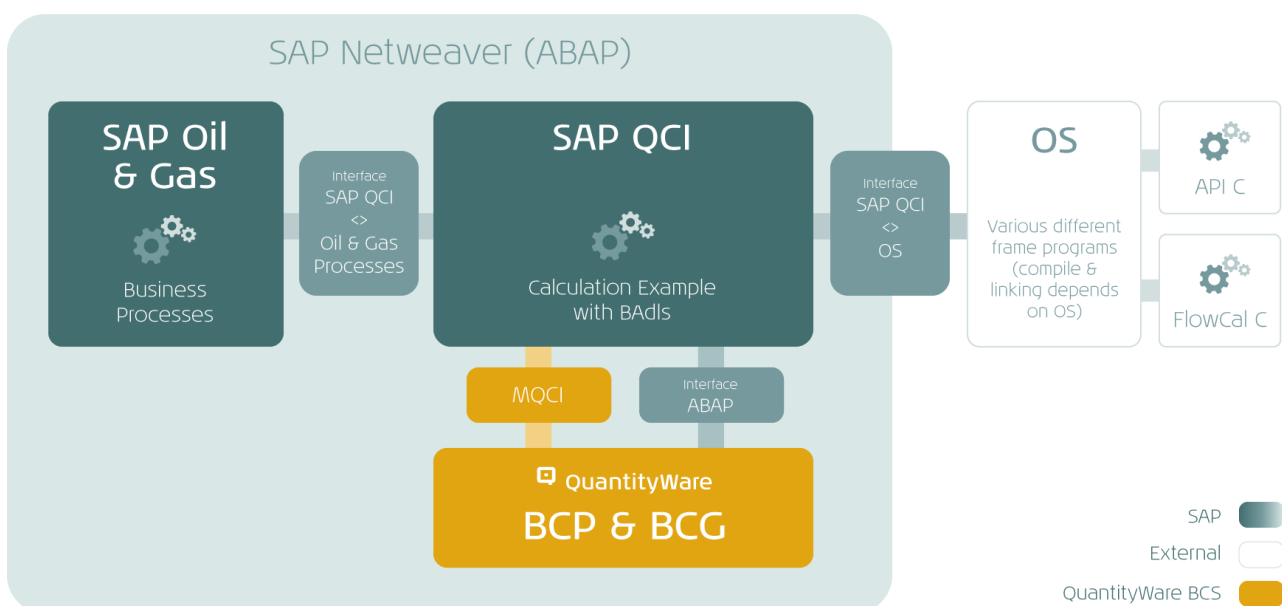 SAP Netweaver (ABAP)
SAP Oil
& Gas
Business
Processes
Interface
SAP QCI
<>
Oil & Gas
Processes
SAP QCI
Calculation Example
with BAdIs
Interface
SAP QCI
<>
OS
OS
Various different
frame programs
(compile &
linking depends
on OS)
API C
FlowCal C
MQCI
Interface
ABAP
QuantityWare
BCP & BCG
SAP
External
QuantityWare BCS